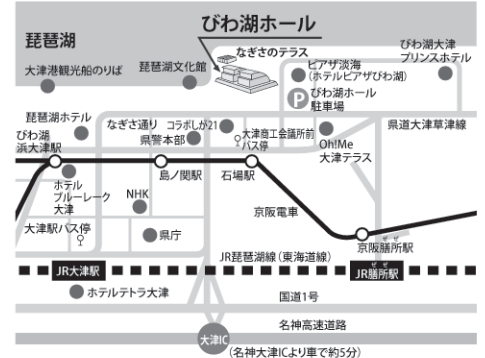 びわ湖ホール
琵琶湖
なぎさのテラス
びわ湖大津
プリンスホテル
大津港観光船のりば
琵琶湖文化館
ピアザ淡海
(ホテルピアザびわ湖)
P びわ湖ホール
駐車場
琵琶湖ホテル
なぎさ通り
コラボしが21
県警本部
大津商工会議所前
バス停
県道大津草津線
Oh!Me
大津テラス
びわ湖
浜大津駅
島ノ関駅
石場駅
ホテル
ブルーレーク
大津
NHK
京阪電車
大津駅バス停
県庁
ぜぜ
京阪膳所駅
JR琵琶湖線(東海道線)
JR大津駅
ぜぜ
JR膳所駅
ホテルテトラ大津
国道1号
名神高速道路
大津IC
(名神大津ICより車で約5分)